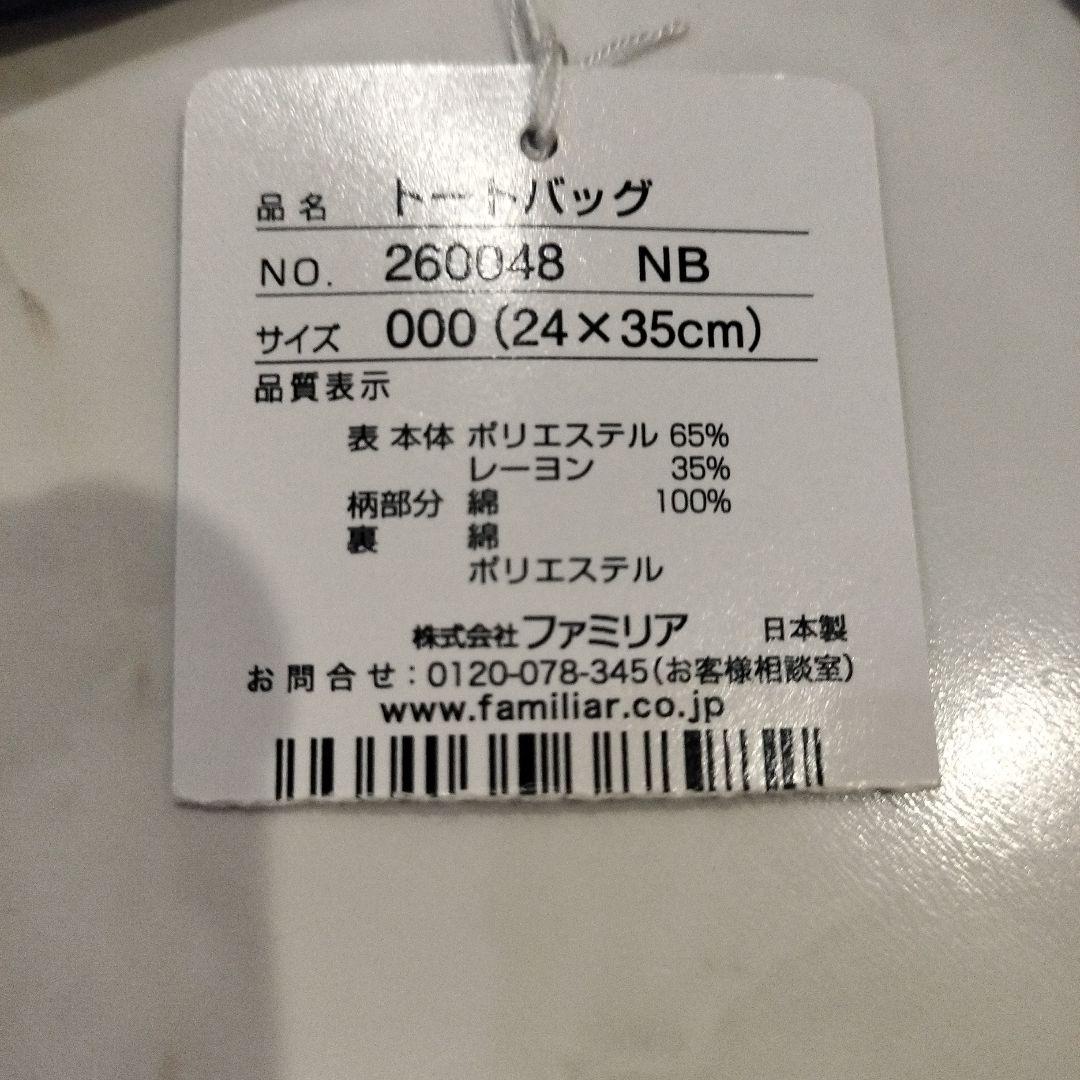 品名 トートバッグ
NO. 260048 NB
サイズ 000 (24×35cm)
品質表示
表 本体 ポリエステル 65%
レーヨン 35%
柄部分 綿 100%
裏 綿
ポリエステル
株式会社ファミリア 日本製
お問合せ：0120-078-345(お客様相談室)
www.familiar.co.jp